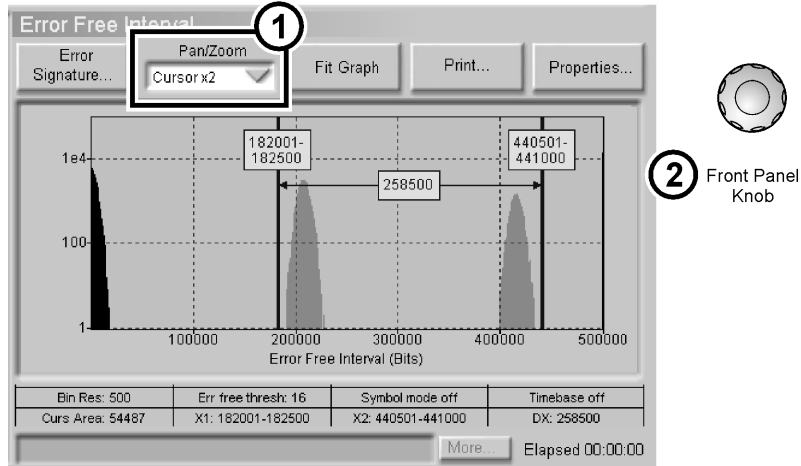 Error Free Interval
1
Error Signature...
Pan/Zoom
Cursor x2
Fit Graph
Print...
Properties...
182001-
182500
440501-
441000
258500
1e4
100
1
100000 200000 300000 400000 500000
Error Free Interval (Bits)
2
Front Panel
Knob
Bin Res: 500 Err free thresh: 16 Symbol mode off Timebase off
Curs Area: 54487 X1: 182001-182500 X2: 440501-441000 DX: 258500
More... Elapsed 00:00:00